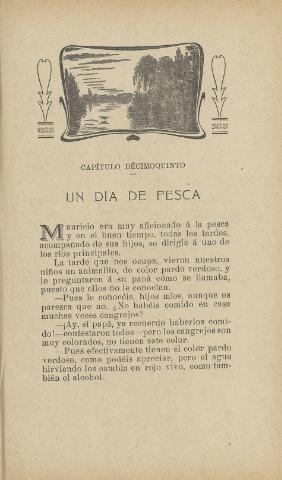 CAPÍTULO DÉCIMOQUINTO
UN DÍA DE PESCA
Mauricio era muy aficionado á la pesca
y en el buen tiempo, todas las tardes,
acompañado de sus hijos, se dirigía á uno de
los ríos principales.
La tarde que nos ocupa, vieron nuestros
niños un animalito, de color pardo verdoso, y
le preguntaron á su papá cómo se llamaba,
puesto que ellos no le conocían.
—Pues le conocéis, hijos míos, aunque os
parezca que no. ¿No habéis comido en casa
muchas veces cangrejos?
—¡Ay, sí papá, ya recuerdo haberlos comi-
do!—contestaron todos—pero los cangrejos son
muy colorados, no tienen este color.
—Pues efectivamente tienen el color pardo
verdoso, como podéis apreciar, pero el agua
hirviendo los cambia en rojo vivo, como tam-
bién el alcohol.